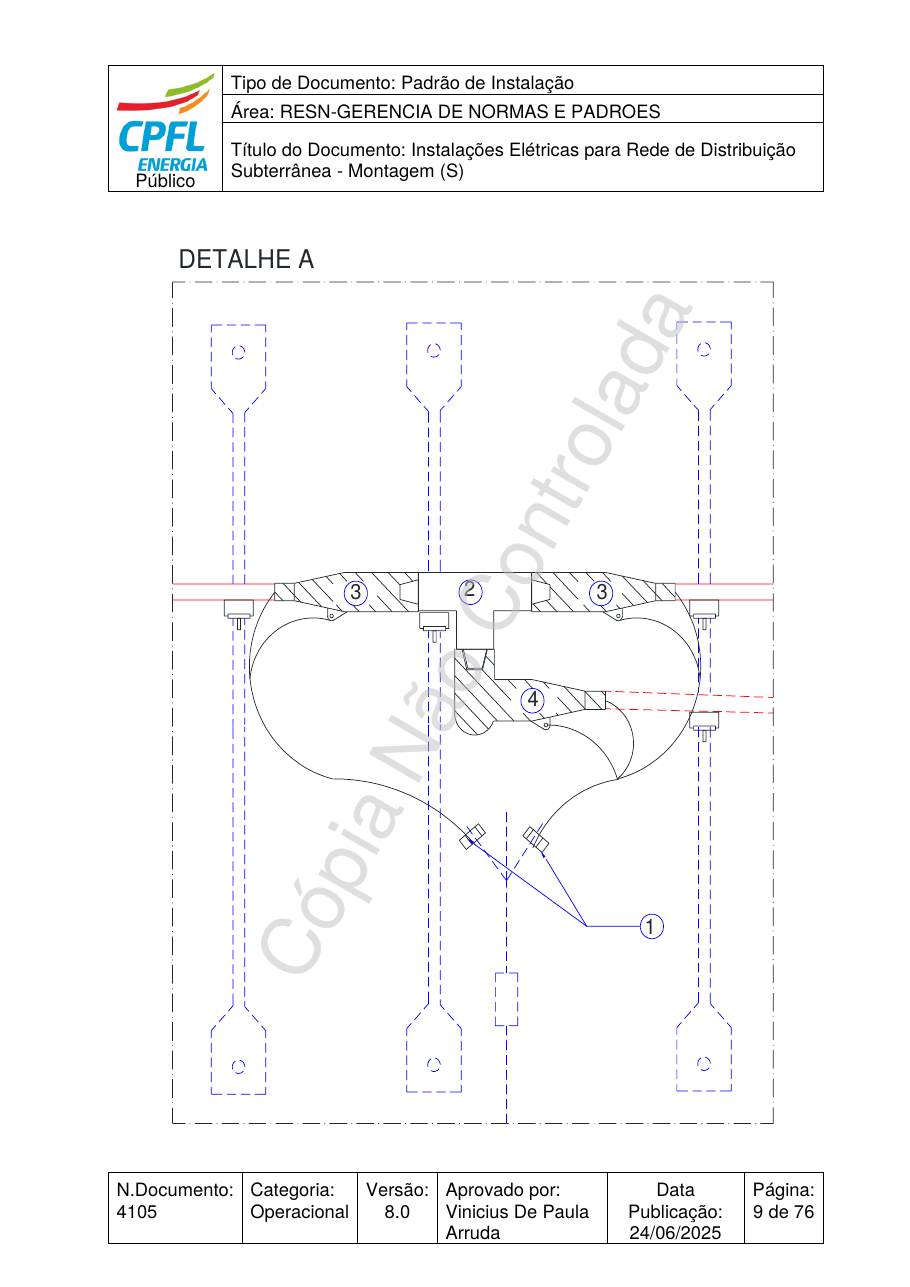 Tipo de Documento: Padrão de Instalação
Área: RESN-GERENCIA DE NORMAS E PADROES
Título do Documento: Instalações Elétricas para Rede de Distribuição
Subterrânea - Montagem (S)
CPFL
ENERGIA
Público
DETALHE A
3
2
3
4
1
Cópia Não Controlada
N.Documento:
4105
Categoria:
Operacional
Versão:
8.0
Aprovado por:
Vinicius De Paula
Arruda
Data
Publicação:
24/06/2025
Página:
9 de 76